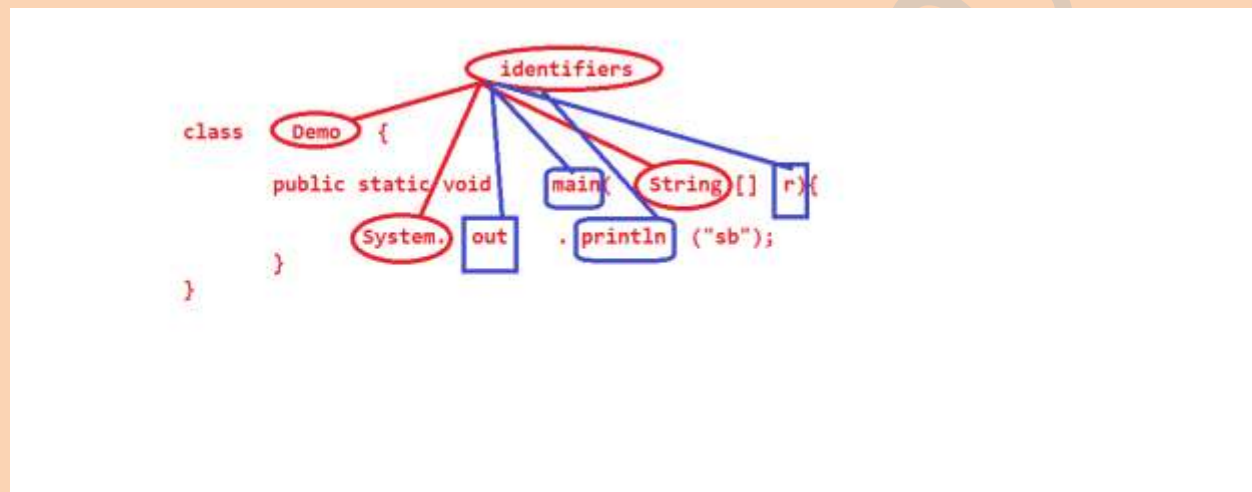 identifiers
class Demo {
public static void main( String [] r){
System. out . println ("sb");
}
}